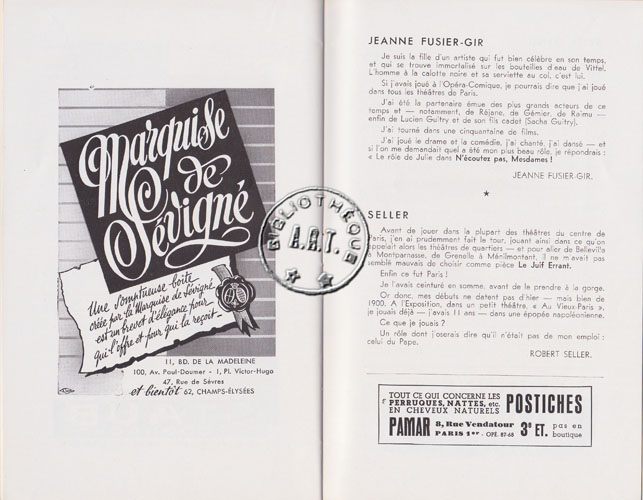 Marquise
de
Sévigné
Une somptueuse boîte
créée par la Marquise de Sévigné
est un brevet d'élégance pour
qui l'offre et pour qui la reçoit
11, BD. DE LA MADELEINE
100, Av. Paul-Doumer - 1, Pl. Victor-Hugo
47, Rue de Sèvres
et bientôt 62, CHAMPS-ÉLYSÉES
BIBLIOTHÈQUE
A.R.T.
JEANNE FUSIER-GIR
Je suis la fille d'un artiste qui fut bien célèbre en son temps,
et qui se trouve immortalisé sur les bouteilles d'eau de Vittel.
L'homme à la calotte noire et sa serviette au col, c'est lui.
Si j'avais joué à l'Opéra-Comique, je pourrais dire que j'ai joué
dans tous les théâtres de Paris.
J'ai été la partenaire émue des plus grands acteurs de ce
temps et — notamment, de Réjane, de Gémier, de Raimu —
enfin de Lucien Guitry et de son fils cadet (Sacha Guitry).
J'ai tourné dans une cinquantaine de films.
J'ai joué le drame et la comédie, j'ai chanté, j'ai dansé — et
si l'on me demandait quel a été mon plus beau rôle, je répondrais :
« Le rôle de Julie dans N'écoutez pas, Mesdames !
JEANNE FUSIER-GIR.
SELLER
Avant de jouer dans la plupart des théâtres du centre de
Paris, j'en ai prudemment fait le tour, jouant ainsi dans ce qu'on
appelait alors les théâtres de quartiers — et pour aller de Bellevill's
à Montparnasse, de Grenelle à Ménilmontant, il ne m'avait pas
semblé mauvais de choisir comme pièce Le Juif Errant.
Enfin ce fut Paris !
Je l'avais ceinturé en somme, avant de le prendre à la gorge.
Or donc, mes débuts ne datent pas d'hier — mais bien de
1900. A l'Exposition, dans un petit théâtre, « Au Vieux-Paris »,
je jouais déjà — j'avais 11 ans — dans une épopée napoléonienne.
Ce que je jouais ?
Un rôle dont j'oserais dire qu'il n'était pas de mon emploi :
celui du Pape.
ROBERT SELLER.
TOUT CE QUI CONCERNE LES
PERRUQUES, NATTES, etc.
EN CHEVEUX NATURELS
POSTICHES
PAMAR 8, Rue Vendatour
PARIS 1er - OPÉ. 87-68
3e ET. pas en
boutique